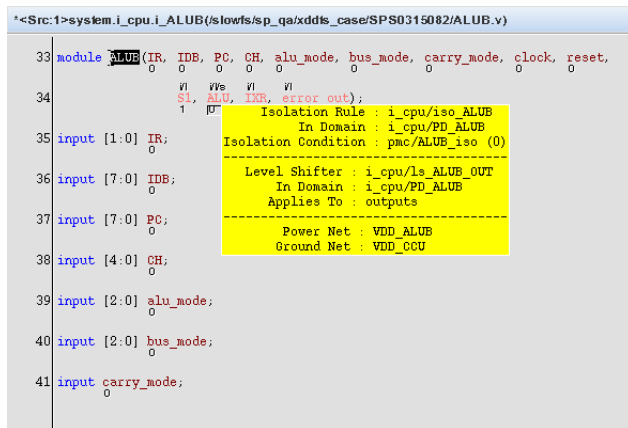 *<Src:1>system.i_cpu.i_ALUB(/slowfs/sp_qa/xddts_case/SPS0315082/ALUB.v)
33 module ALUB(IR, IDB, PC, CH, alu_mode, bus_mode, carry_mode, clock, reset,
0 0 0 0 0 0 0 0 0
34 S1, ALU, IXR, error_out);
1
Isolation Rule : i_cpu/iso_ALUB
In Domain : i_cpu/PD_ALUB
Isolation Condition : pmc/ALUB_iso (0)
Level Shifter : i_cpu/ls_ALUB_OUT
In Domain : i_cpu/PD_ALUB
Applies To : outputs
Power Net : VDD_ALUB
Ground Net : VDD_CCU
35 input [1:0] IR;
0
36 input [7:0] IDB;
0
37 input [7:0] PC;
0
38 input [4:0] CH;
0
39 input [2:0] alu_mode;
0
40 input [2:0] bus_mode;
0
41 input carry_mode;
0